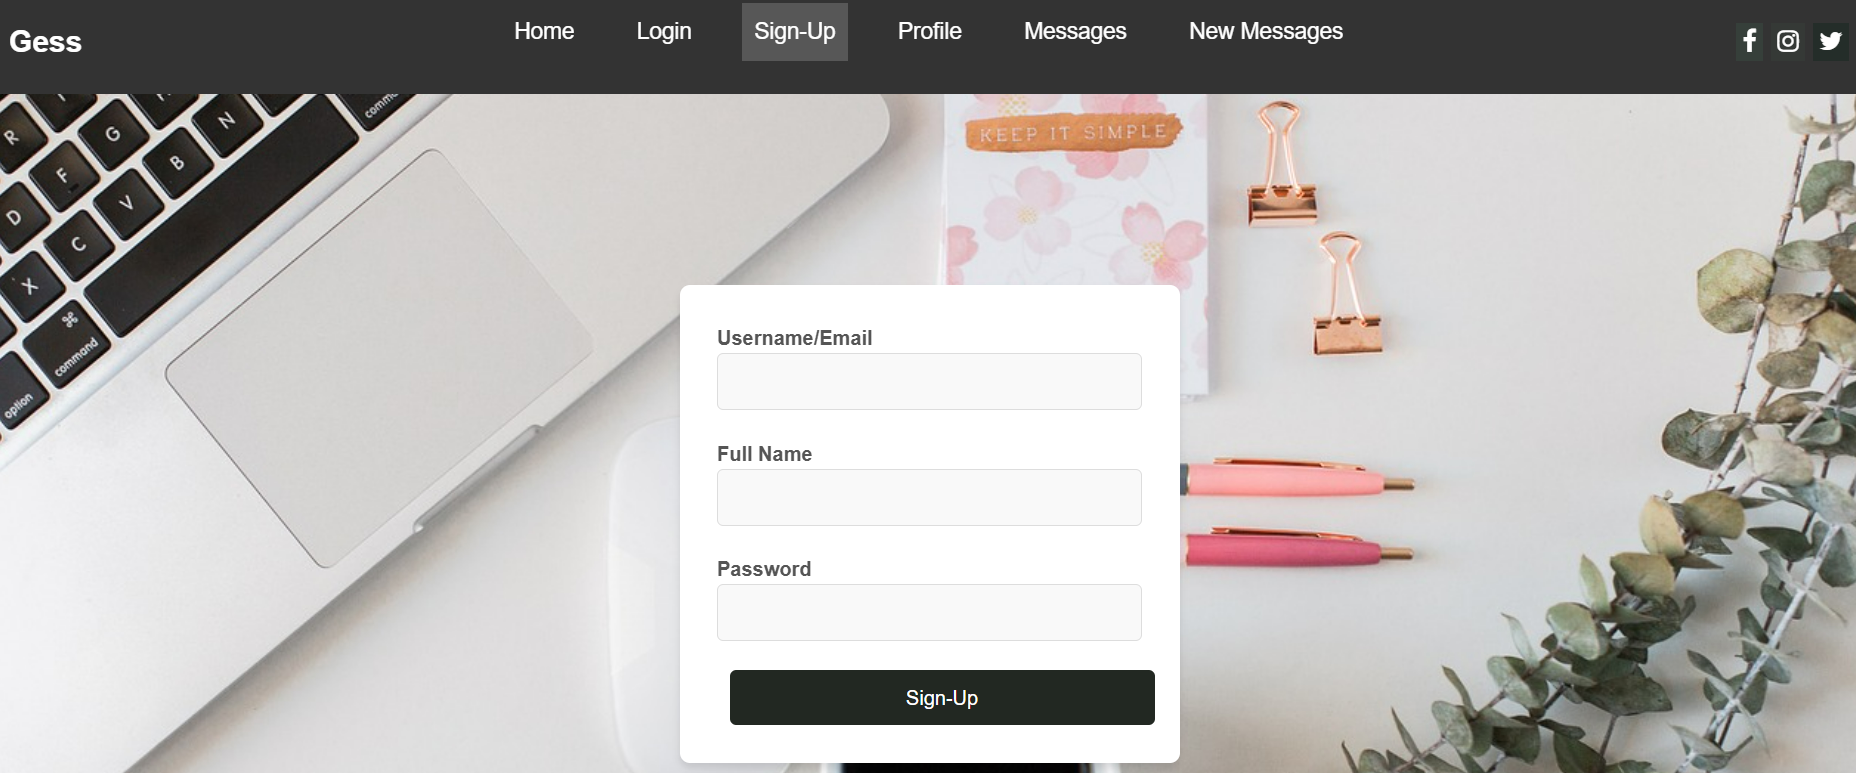 Gess
Home Login Sign-Up Profile Messages New Messages
KEEP IT SIMPLE
R
G
N
F
B
D
V
C
X
⌘
command
option
Username/Email
Full Name
Password
Sign-Up